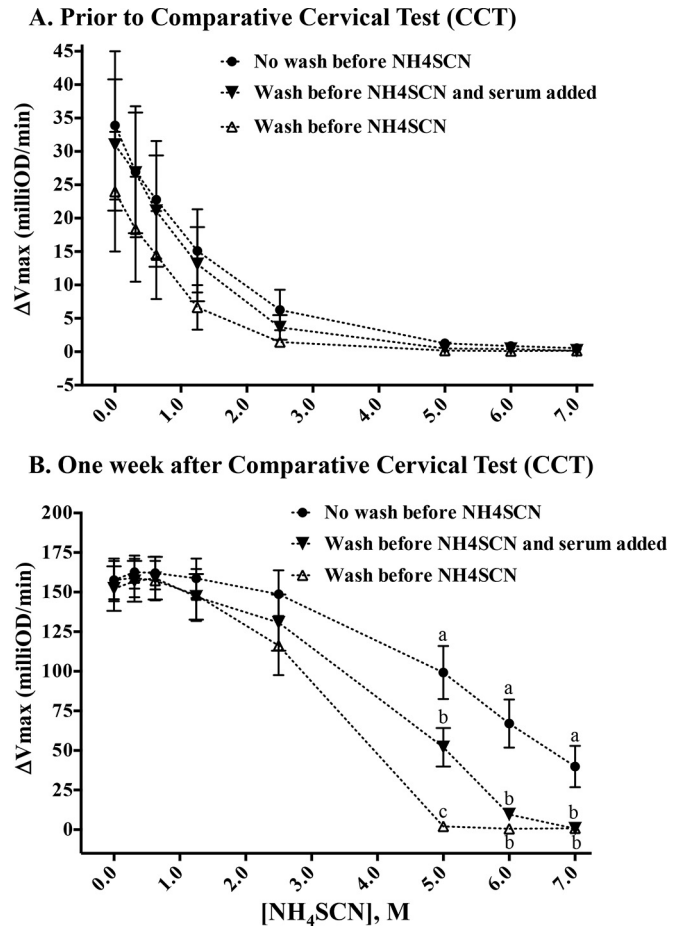 A. Prior to Comparative Cervical Test (CCT)
45
40
35
30
25
20
15
10
5
0
-5
ΔVmax (milliOD/min)
No wash before NH4SCN
Wash before NH4SCN and serum added
Wash before NH4SCN
0.0 1.0 2.0 3.0 4.0 5.0 6.0 7.0
B. One week after Comparative Cervical Test (CCT)
200
175
150
125
100
75
50
25
0
ΔVmax (milliOD/min)
No wash before NH4SCN
Wash before NH4SCN and serum added
Wash before NH4SCN
a
a
a
b
b b
c
b b
0.0 1.0 2.0 3.0 4.0 5.0 6.0 7.0
[NH₄SCN], M